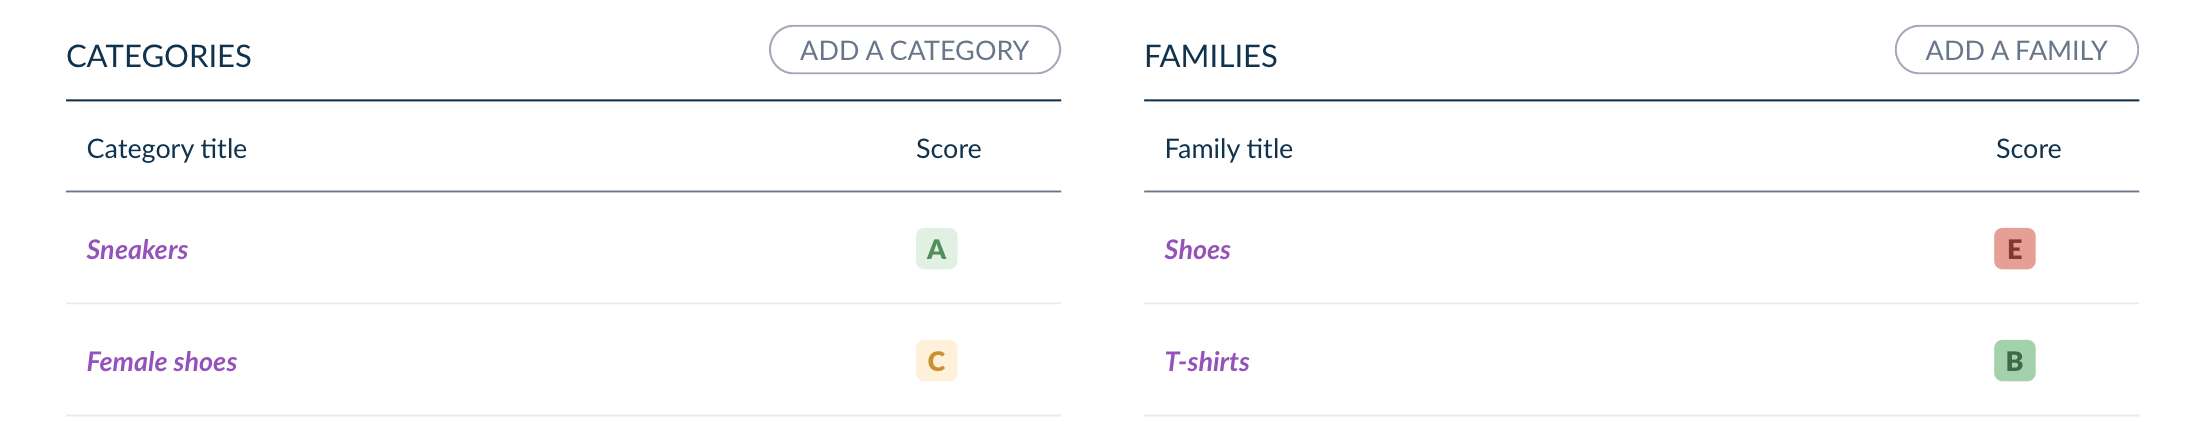 CATEGORIES
ADD A CATEGORY
Category title
Score
Sneakers
A
Female shoes
C
FAMILIES
ADD A FAMILY
Family title
Score
Shoes
E
T-shirts
B